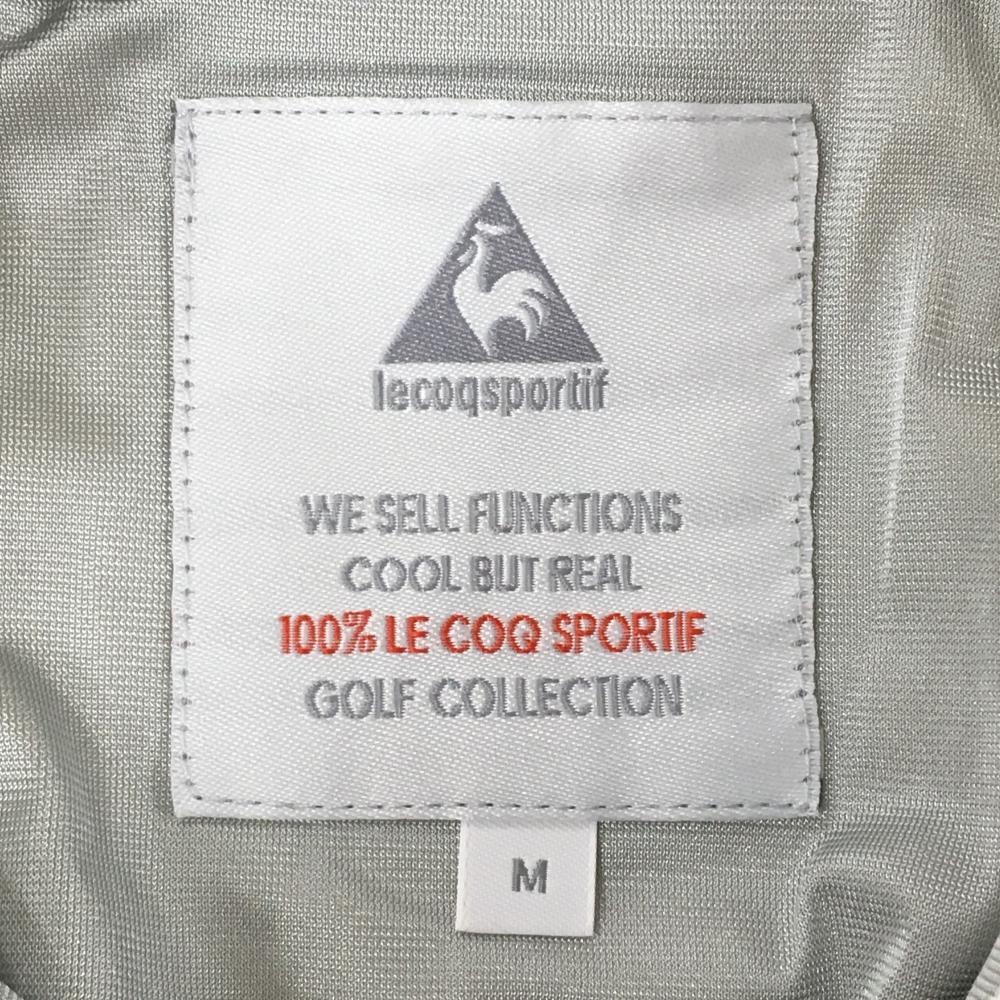 lecoqsportif
WE SELL FUNCTIONS
COOL BUT REAL
100% LE COQ SPORTIF
GOLF COLLECTION
M